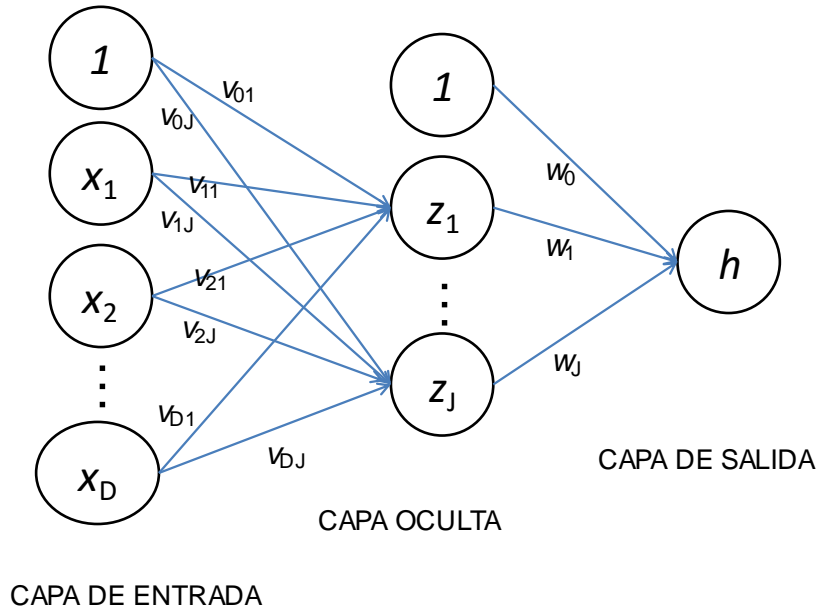 1
x1
x2
⋮
xD
v01
v0J
v11
v1J
v21
v2J
vD1
vDJ
CAPA DE ENTRADA
1
z1
⋮
zJ
CAPA OCULTA
w0
w1
wJ
h
CAPA DE SALIDA